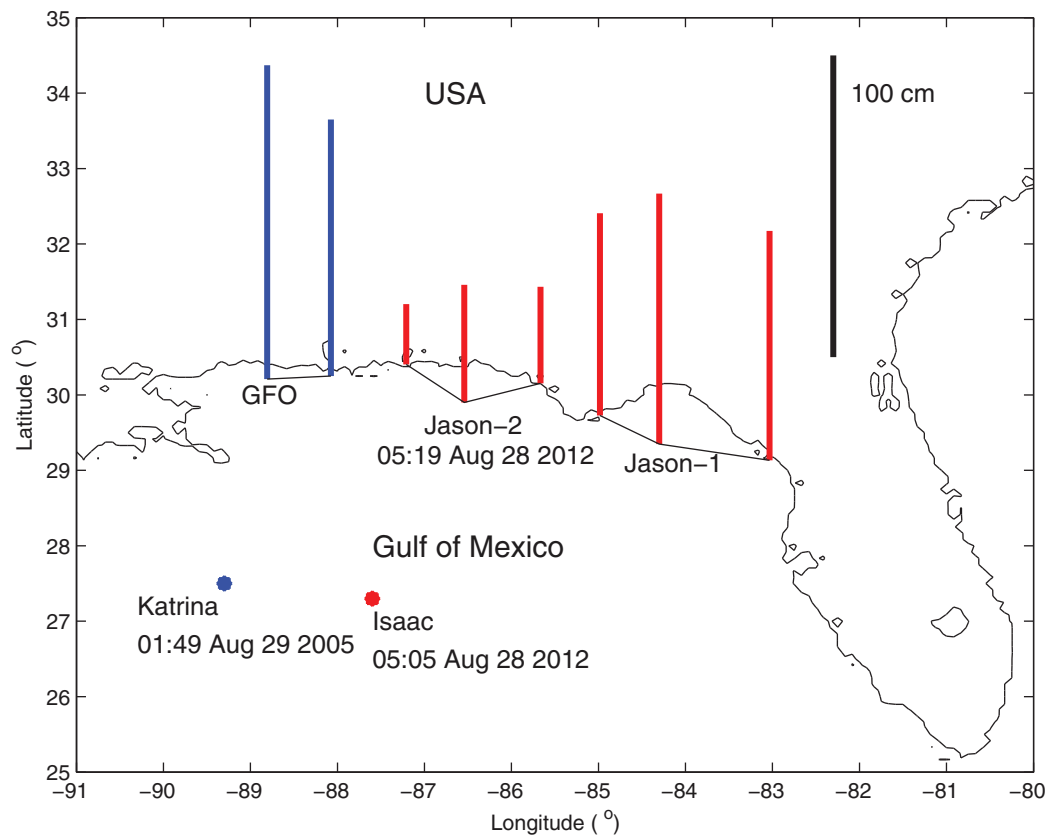 35
34
33
32
31
30
29
28
27
26
25
Latitude ( o)
USA
100 cm
GFO
Jason−2
05:19 Aug 28 2012
Jason−1
Gulf of Mexico
Katrina
01:49 Aug 29 2005
Isaac
05:05 Aug 28 2012
−91 −90 −89 −88 −87 −86 −85 −84 −83 −82 −81 −80
Longitude ( o)